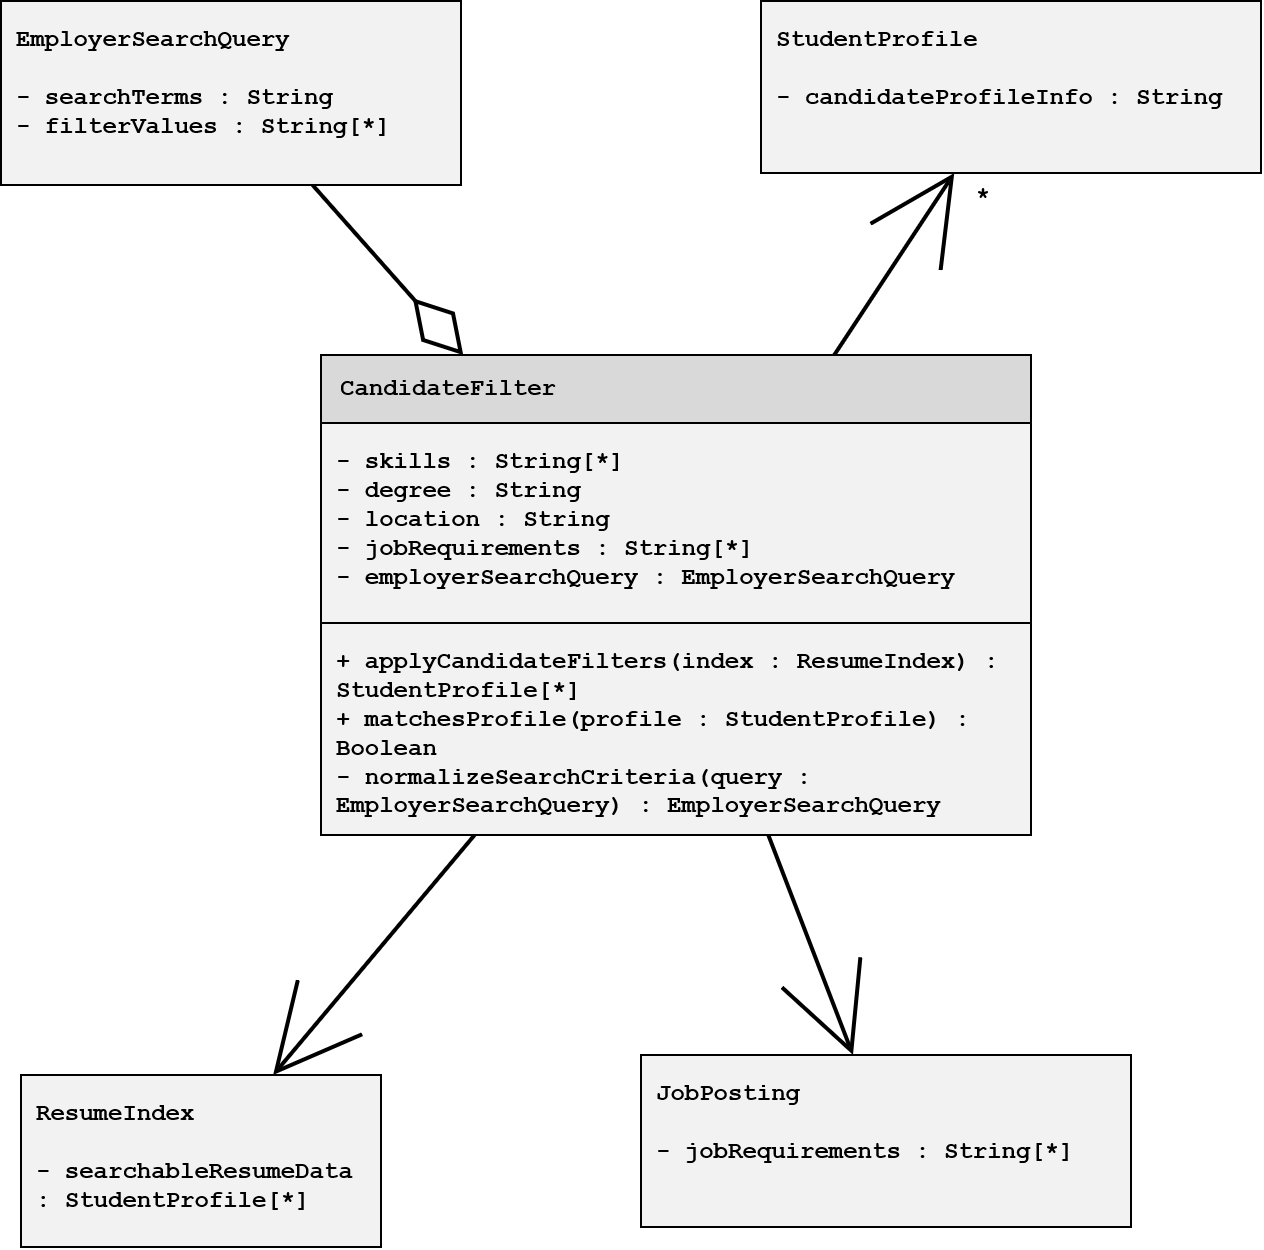 EmployerSearchQuery
- searchTerms : String
- filterValues : String[*]
StudentProfile
- candidateProfileInfo : String
*
CandidateFilter
- skills : String[*]
- degree : String
- location : String
- jobRequirements : String[*]
- employerSearchQuery : EmployerSearchQuery
+ applyCandidateFilters(index : ResumeIndex) :
StudentProfile[*]
+ matchesProfile(profile : StudentProfile) :
Boolean
- normalizeSearchCriteria(query :
EmployerSearchQuery) : EmployerSearchQuery
ResumeIndex
- searchableResumeData
: StudentProfile[*]
JobPosting
- jobRequirements : String[*]